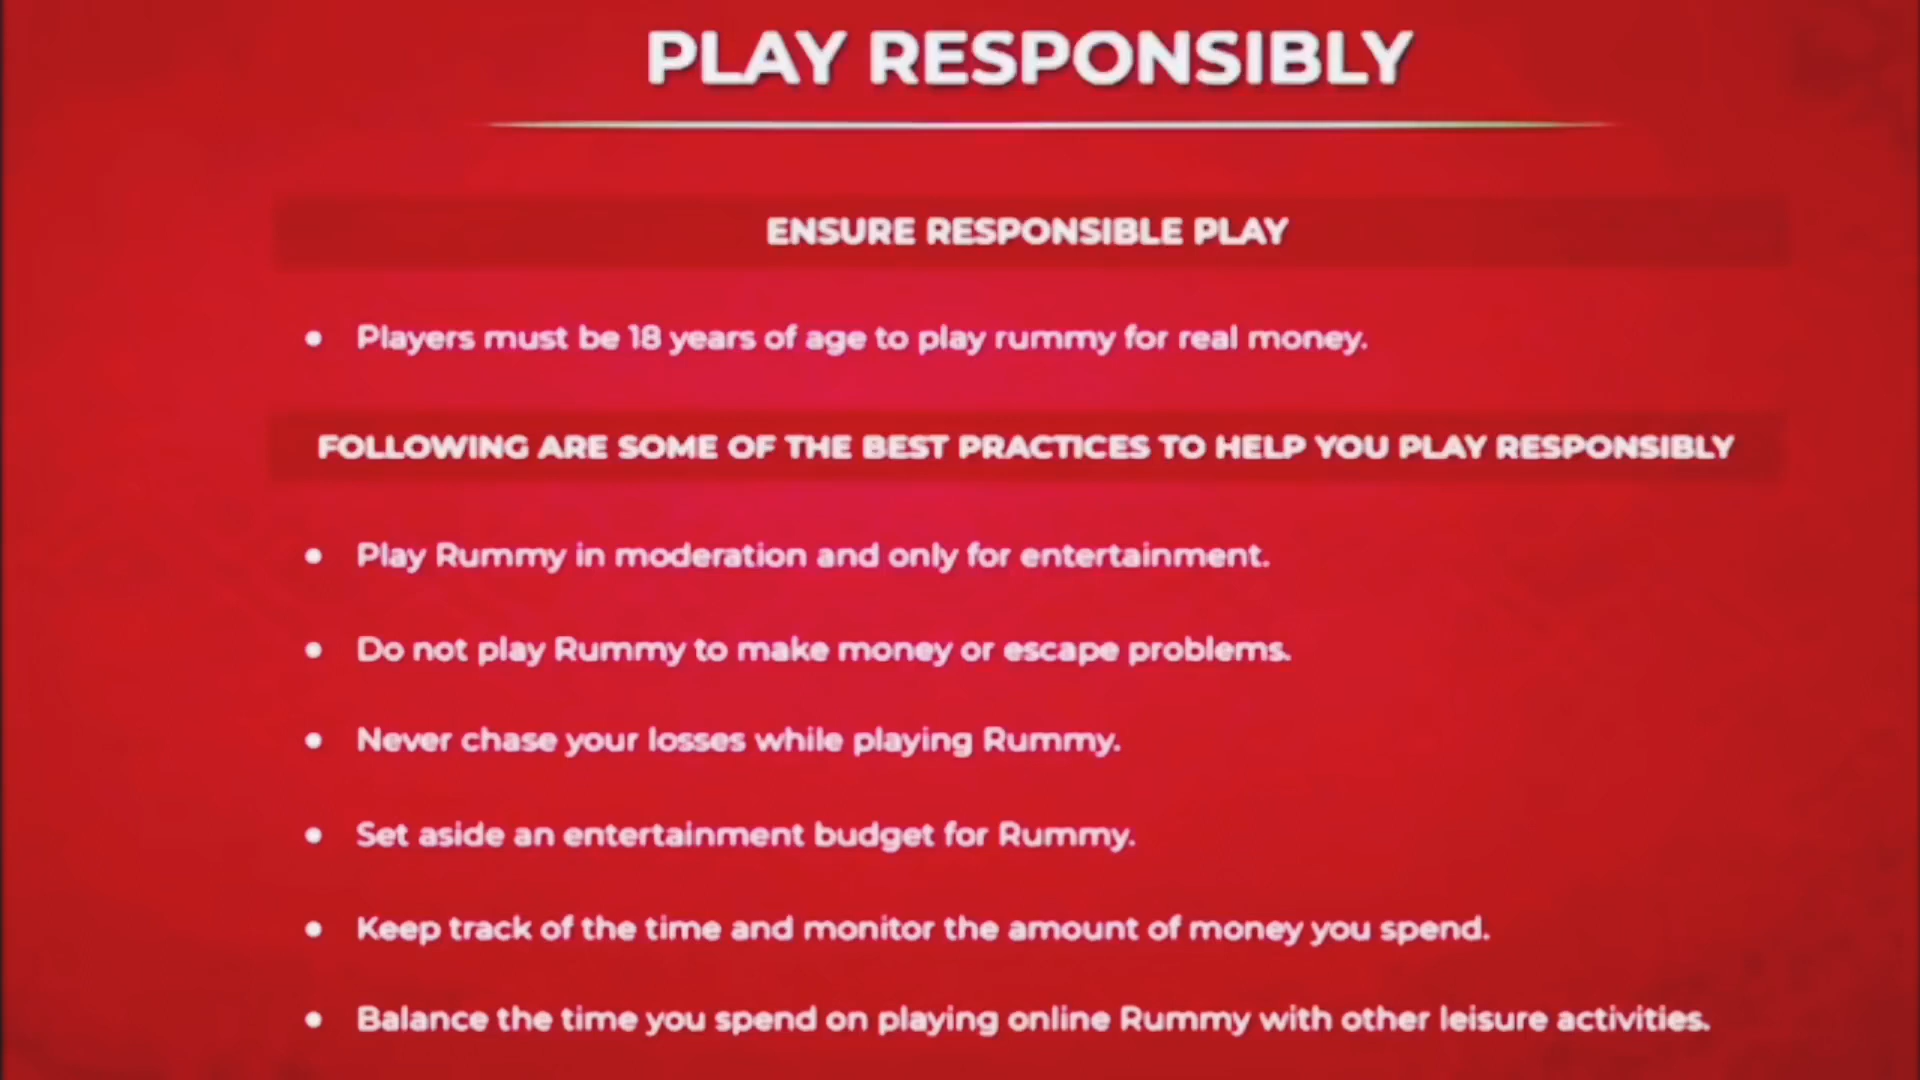 PLAY RESPONSIBLY
ENSURE RESPONSIBLE PLAY
• Players must be 18 years of age to play rummy for real money.
FOLLOWING ARE SOME OF THE BEST PRACTICES TO HELP YOU PLAY RESPONSIBLY
• Play Rummy in moderation and only for entertainment.
• Do not play Rummy to make money or escape problems.
• Never chase your losses while playing Rummy.
• Set aside an entertainment budget for Rummy.
• Keep track of the time and monitor the amount of money you spend.
• Balance the time you spend on playing online Rummy with other leisure activities.